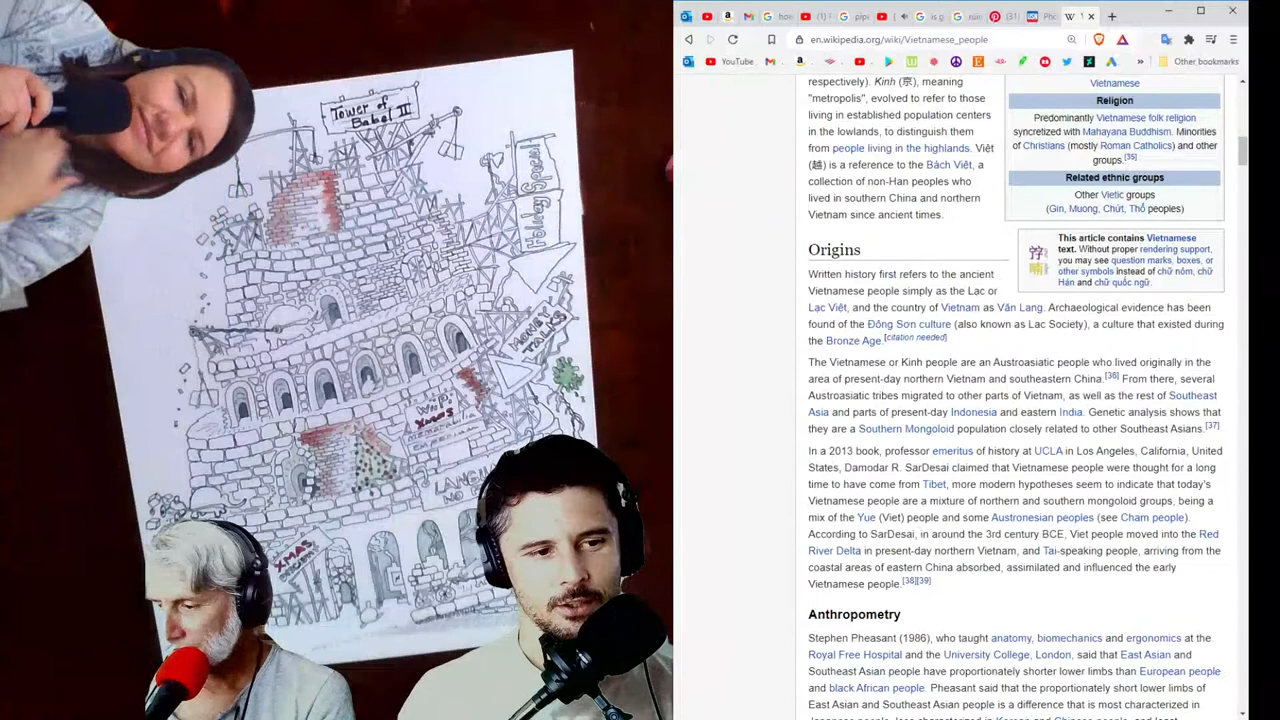 Tower of
Babel II
Holiday Special
MONDAY
TALKS
Xmas
XMAS
en.wikipedia.org/wiki/Vietnamese_people
YouTube
Other bookmarks
respectively). Kinh (京), meaning
"metropolis", evolved to refer to those
living in established population centers
in the lowlands, to distinguish them
from people living in the highlands. Việt
(越) is a reference to the Bách Việt, a
collection of non-Han peoples who
lived in southern China and northern
Vietnam since ancient times.
Vietnamese
Religion
Predominantly Vietnamese folk religion
syncretized with Mahayana Buddhism. Minorities
of Christians (mostly Roman Catholics) and other
groups.[35]
Related ethnic groups
Other Vietic groups
(Gin, Muong, Chứt, Thổ peoples)
This article contains Vietnamese
text. Without proper rendering support,
you may see question marks, boxes, or
other symbols instead of chữ nôm, chữ
Hán and chữ quốc ngữ.
Origins
Written history first refers to the ancient
Vietnamese people simply as the Lạc or
Lạc Việt, and the country of Vietnam as Văn Lang. Archaeological evidence has been
found of the Đông Sơn culture (also known as Lac Society), a culture that existed during
the Bronze Age.[citation needed]
The Vietnamese or Kinh people are an Austroasiatic people who lived originally in the
area of present-day northern Vietnam and southeastern China.[36] From there, several
Austroasiatic tribes migrated to other parts of Vietnam, as well as the rest of Southeast
Asia and parts of present-day Indonesia and eastern India. Genetic analysis shows that
they are a Southern Mongoloid population closely related to other Southeast Asians.[37]
In a 2013 book, professor emeritus of history at UCLA in Los Angeles, California, United
States, Damodar R. SarDesai claimed that Vietnamese people were thought for a long
time to have come from Tibet, more modern hypotheses seem to indicate that today's
Vietnamese people are a mixture of northern and southern mongoloid groups, being a
mix of the Yue (Viet) people and some Austronesian peoples (see Cham people).
According to SarDesai, in around the 3rd century BCE, Viet people moved into the Red
River Delta in present-day northern Vietnam, and Tai-speaking people, arriving from the
coastal areas of eastern China absorbed, assimilated and influenced the early
Vietnamese people.[38][39]
Anthropometry
Stephen Pheasant (1986), who taught anatomy, biomechanics and ergonomics at the
Royal Free Hospital and the University College, London, said that East Asian and
Southeast Asian people have proportionately shorter lower limbs than European people
and black African people. Pheasant said that the proportionately short lower limbs of
East Asian and Southeast Asian people is a difference that is most characterized in